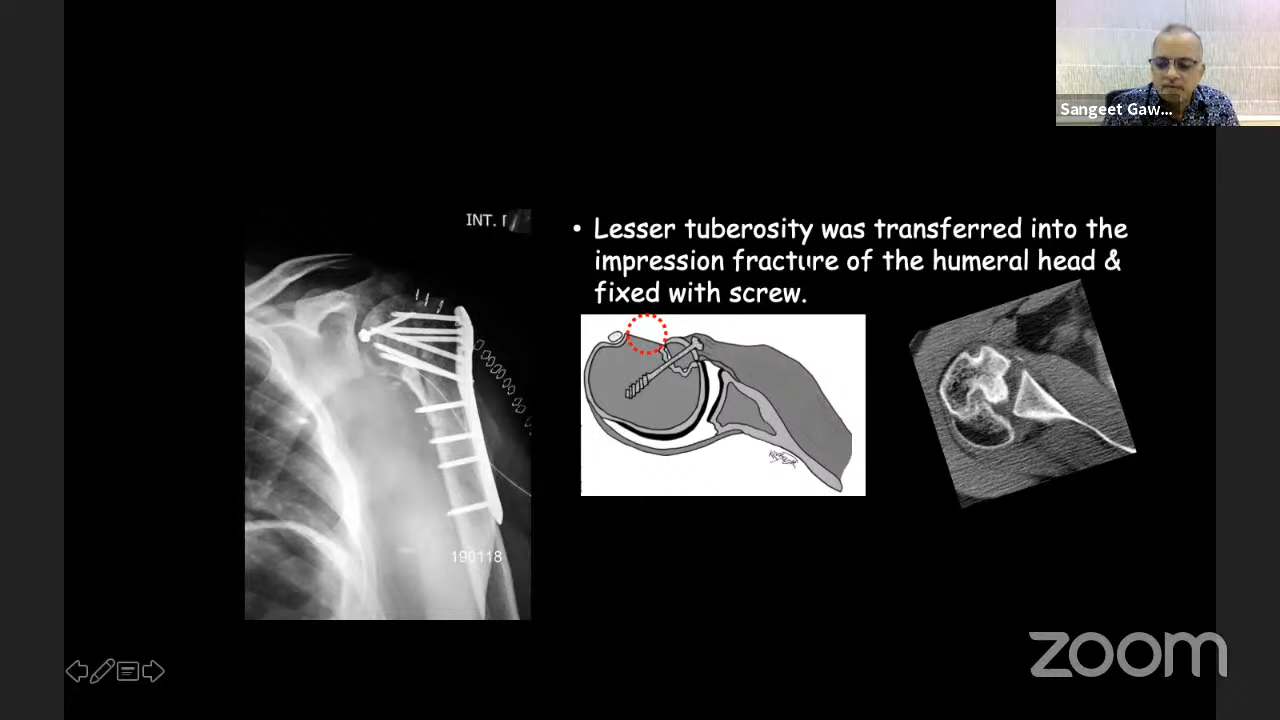 Sangeet Gaw...
INT.
• Lesser tuberosity was transferred into the
impression fracture of the humeral head &
fixed with screw.
190118
zoom